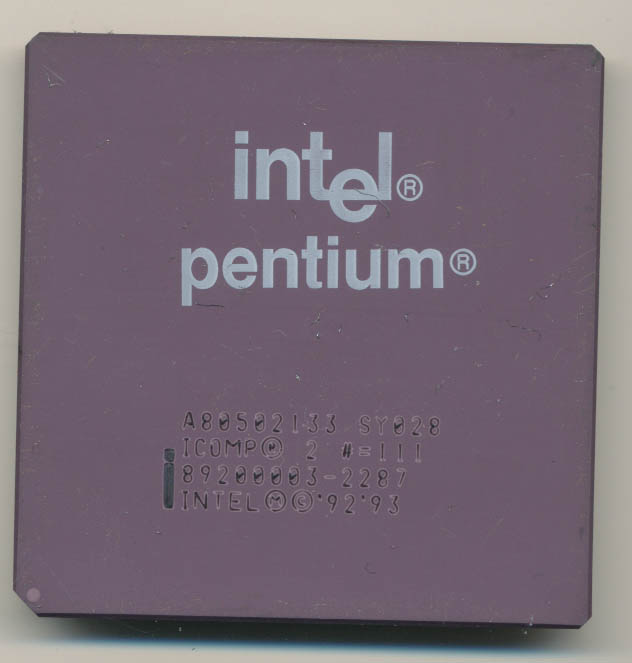 intel®
pentium®
A80502133 SY028
ICOMP® 2 #=111
89200003-2287
INTEL Ⓜ © '92 '93